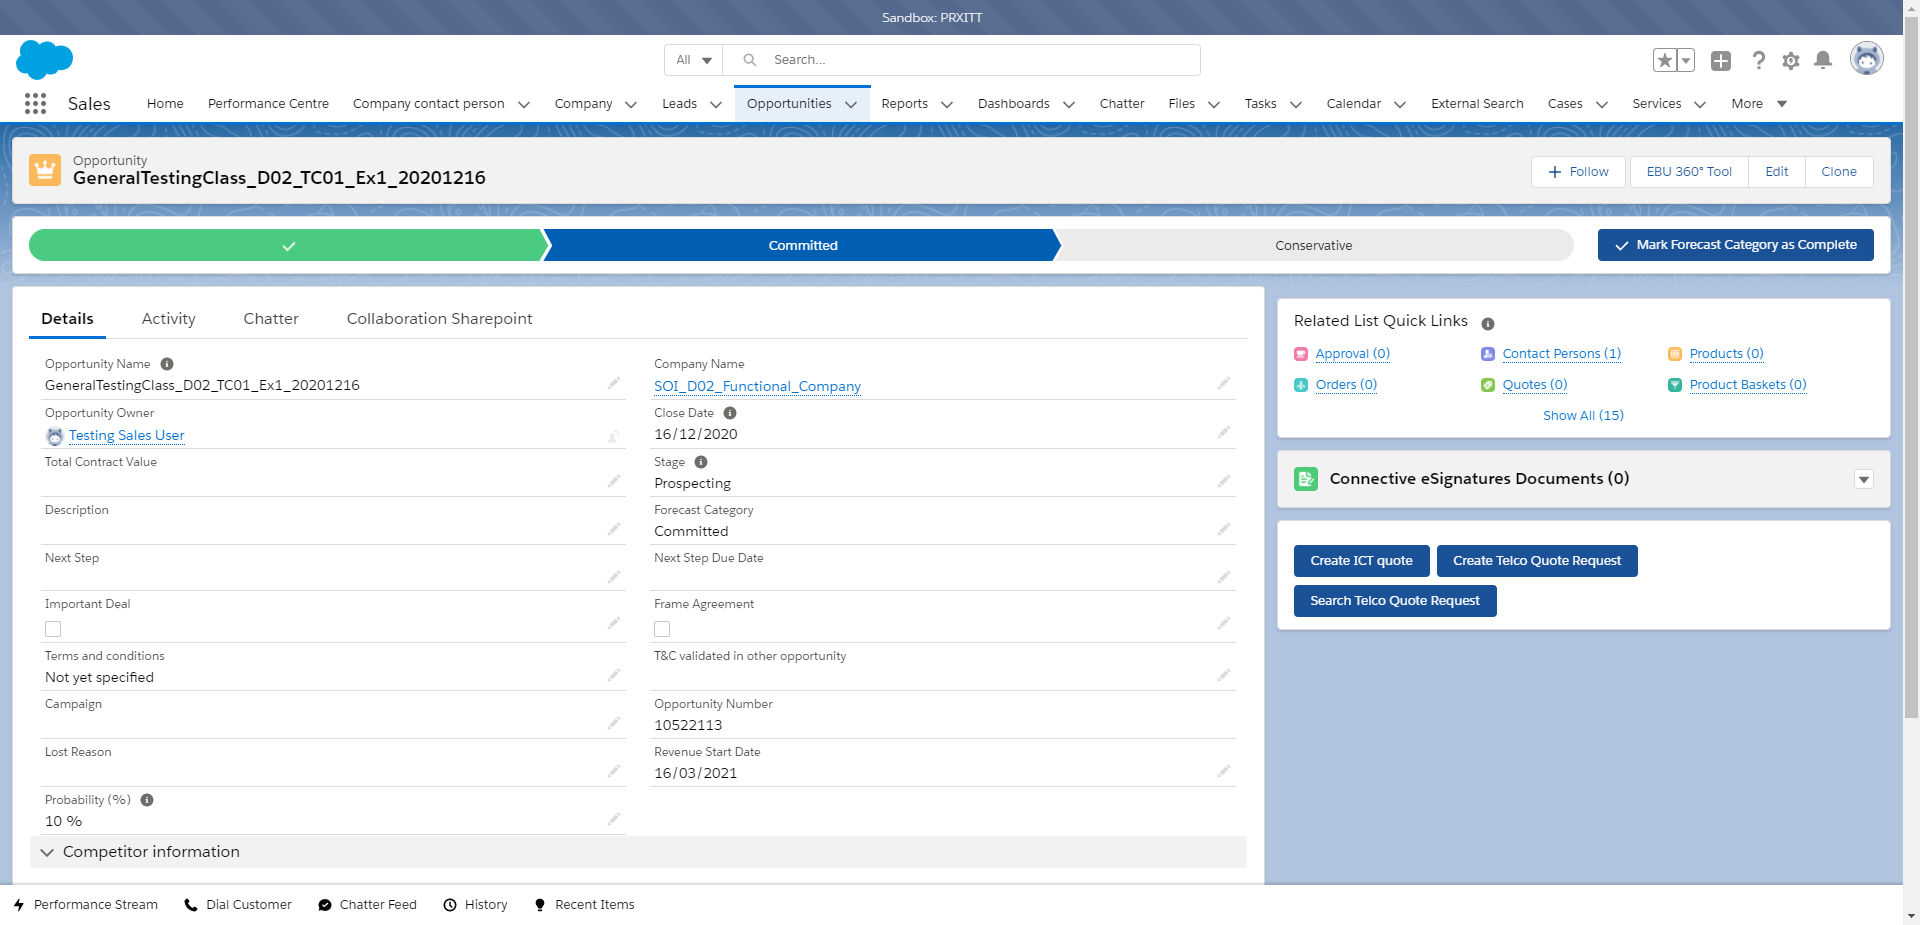 Sandbox: PRXITT
All
Search...
Sales
Home
Performance Centre
Company contact person
Company
Leads
Opportunities
Reports
Dashboards
Chatter
Files
Tasks
Calendar
External Search
Cases
Services
More
Opportunity
GeneralTestingClass_D02_TC01_Ex1_20201216
Follow
EBU 360° Tool
Edit
Clone
Committed
Conservative
Mark Forecast Category as Complete
Details
Activity
Chatter
Collaboration Sharepoint
Opportunity Name
GeneralTestingClass_D02_TC01_Ex1_20201216
Company Name
SOI_D02_Functional_Company
Opportunity Owner
Testing Sales User
Close Date
16/12/2020
Total Contract Value
Stage
Prospecting
Description
Forecast Category
Committed
Next Step
Next Step Due Date
Important Deal
Frame Agreement
Terms and conditions
Not yet specified
T&C validated in other opportunity
Campaign
Opportunity Number
10522113
Lost Reason
Revenue Start Date
16/03/2021
Probability (%)
10 %
Competitor information
Related List Quick Links
Approval (0)
Contact Persons (1)
Products (0)
Orders (0)
Quotes (0)
Product Baskets (0)
Show All (15)
Connective eSignatures Documents (0)
Create ICT quote
Create Telco Quote Request
Search Telco Quote Request
Performance Stream
Dial Customer
Chatter Feed
History
Recent Items